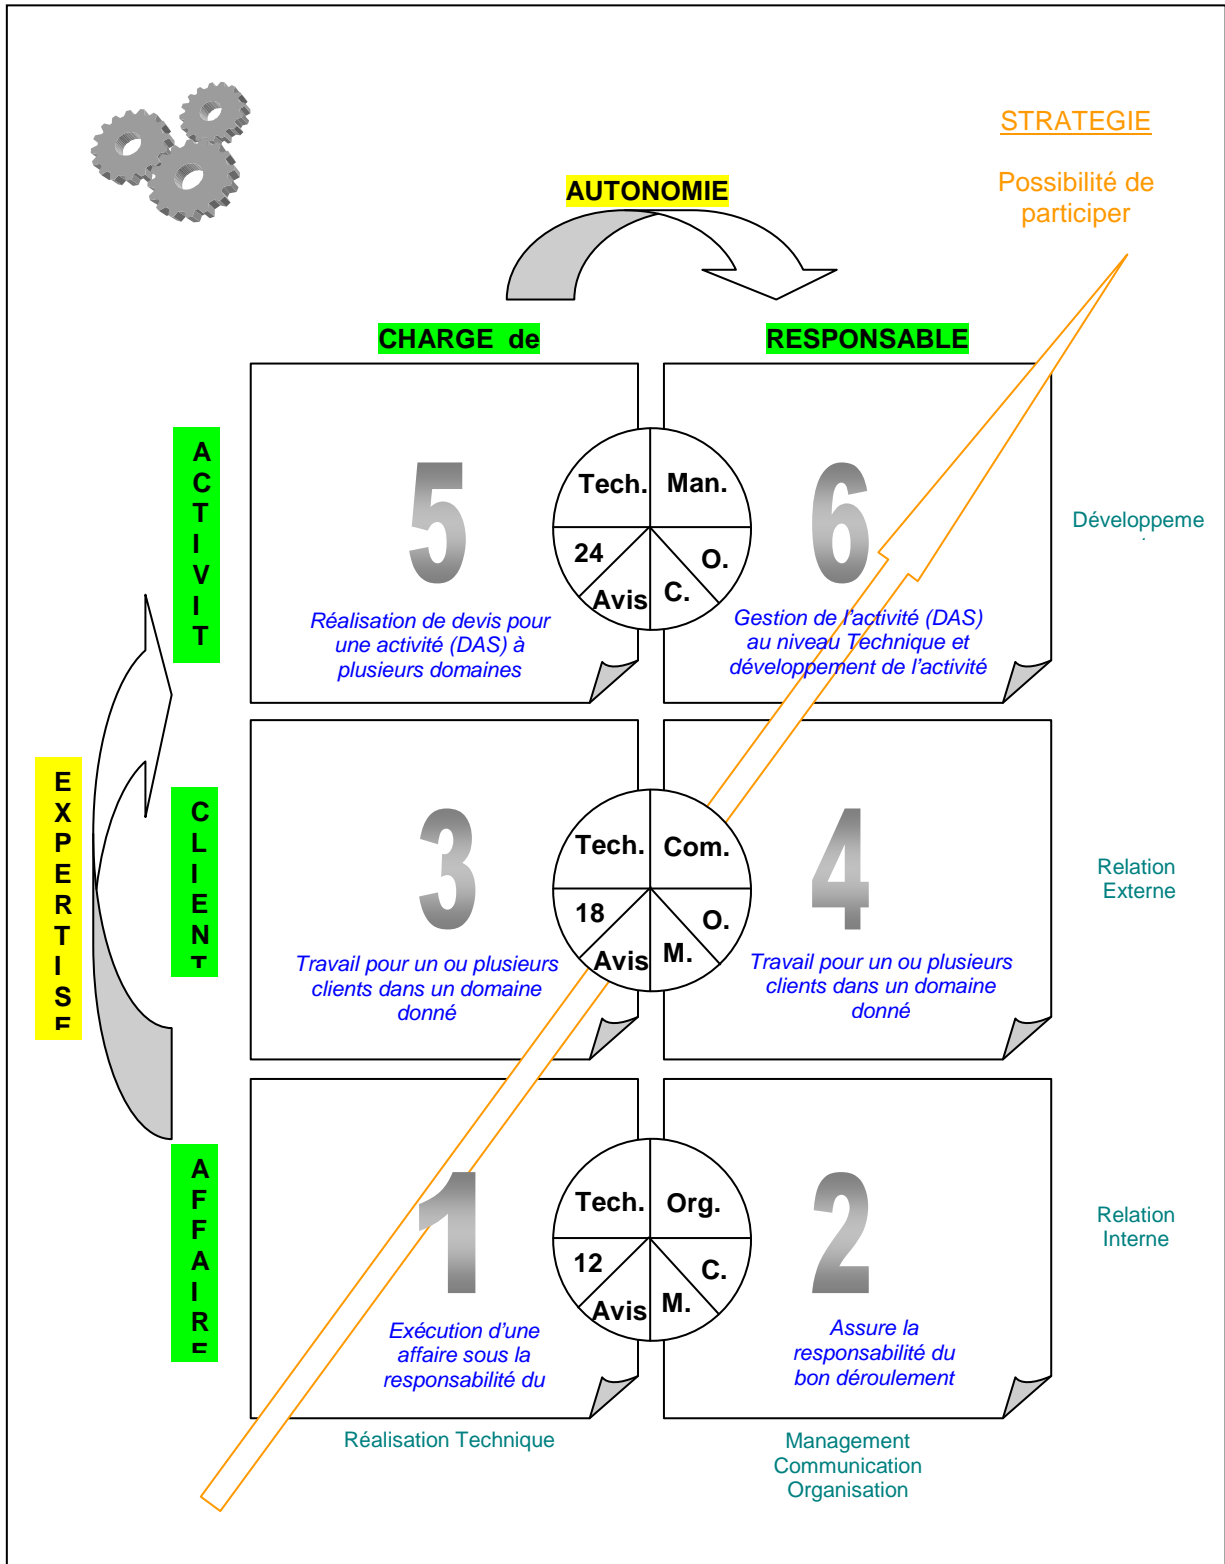 STRATEGIE
Possibilité de
participer
AUTONOMIE
CHARGE de
RESPONSABLE
A
C
T
I
V
I
T
5
Tech.
Man.
24
Avis
C.
O.
6
Réalisation de devis pour
une activité (DAS) à
plusieurs domaines
Gestion de l'activité (DAS)
au niveau Technique et
développement de l'activité
Développeme
E
X
P
E
R
T
I
S
E
C
L
I
E
N
T
3
Tech.
Com.
18
Avis
M.
O.
4
Travail pour un ou plusieurs
clients dans un domaine
donné
Travail pour un ou plusieurs
clients dans un domaine
donné
Relation
Externe
A
F
F
A
I
R
E
1
Tech.
Org.
12
Avis
M.
C.
2
Exécution d'une
affaire sous la
responsabilité du
Assure la
responsabilité du
bon déroulement
Relation
Interne
Réalisation Technique
Management
Communication
Organisation